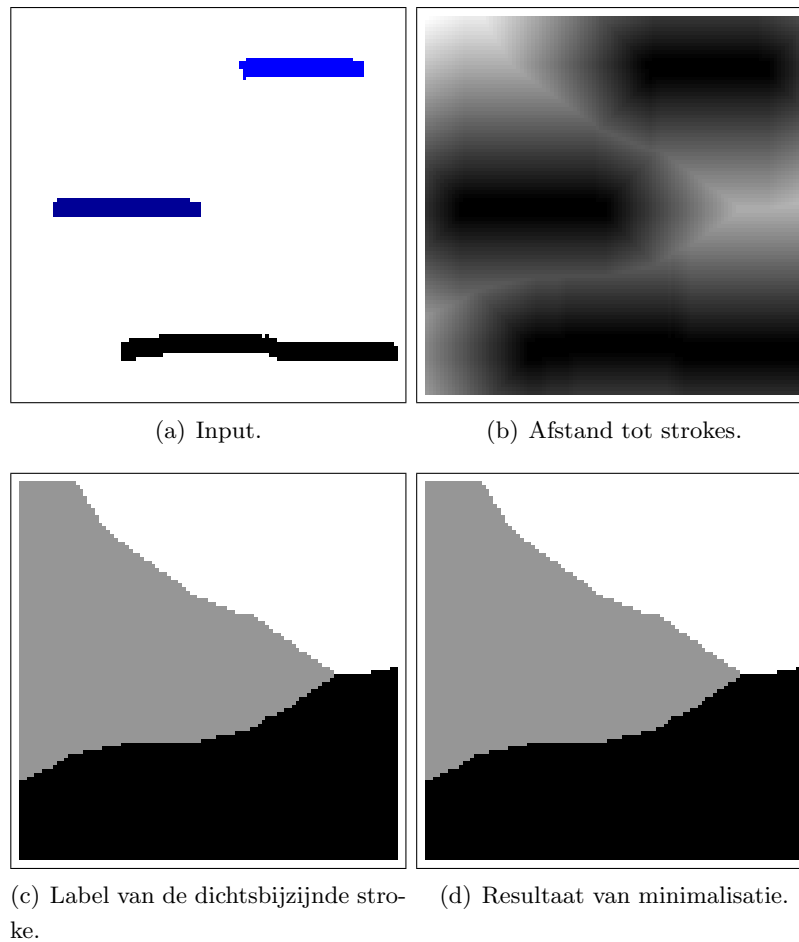 (a) Input.
(b) Afstand tot strokes.
(c) Label van de dichtsbijzijnde stro-
ke.
(d) Resultaat van minimalisatie.